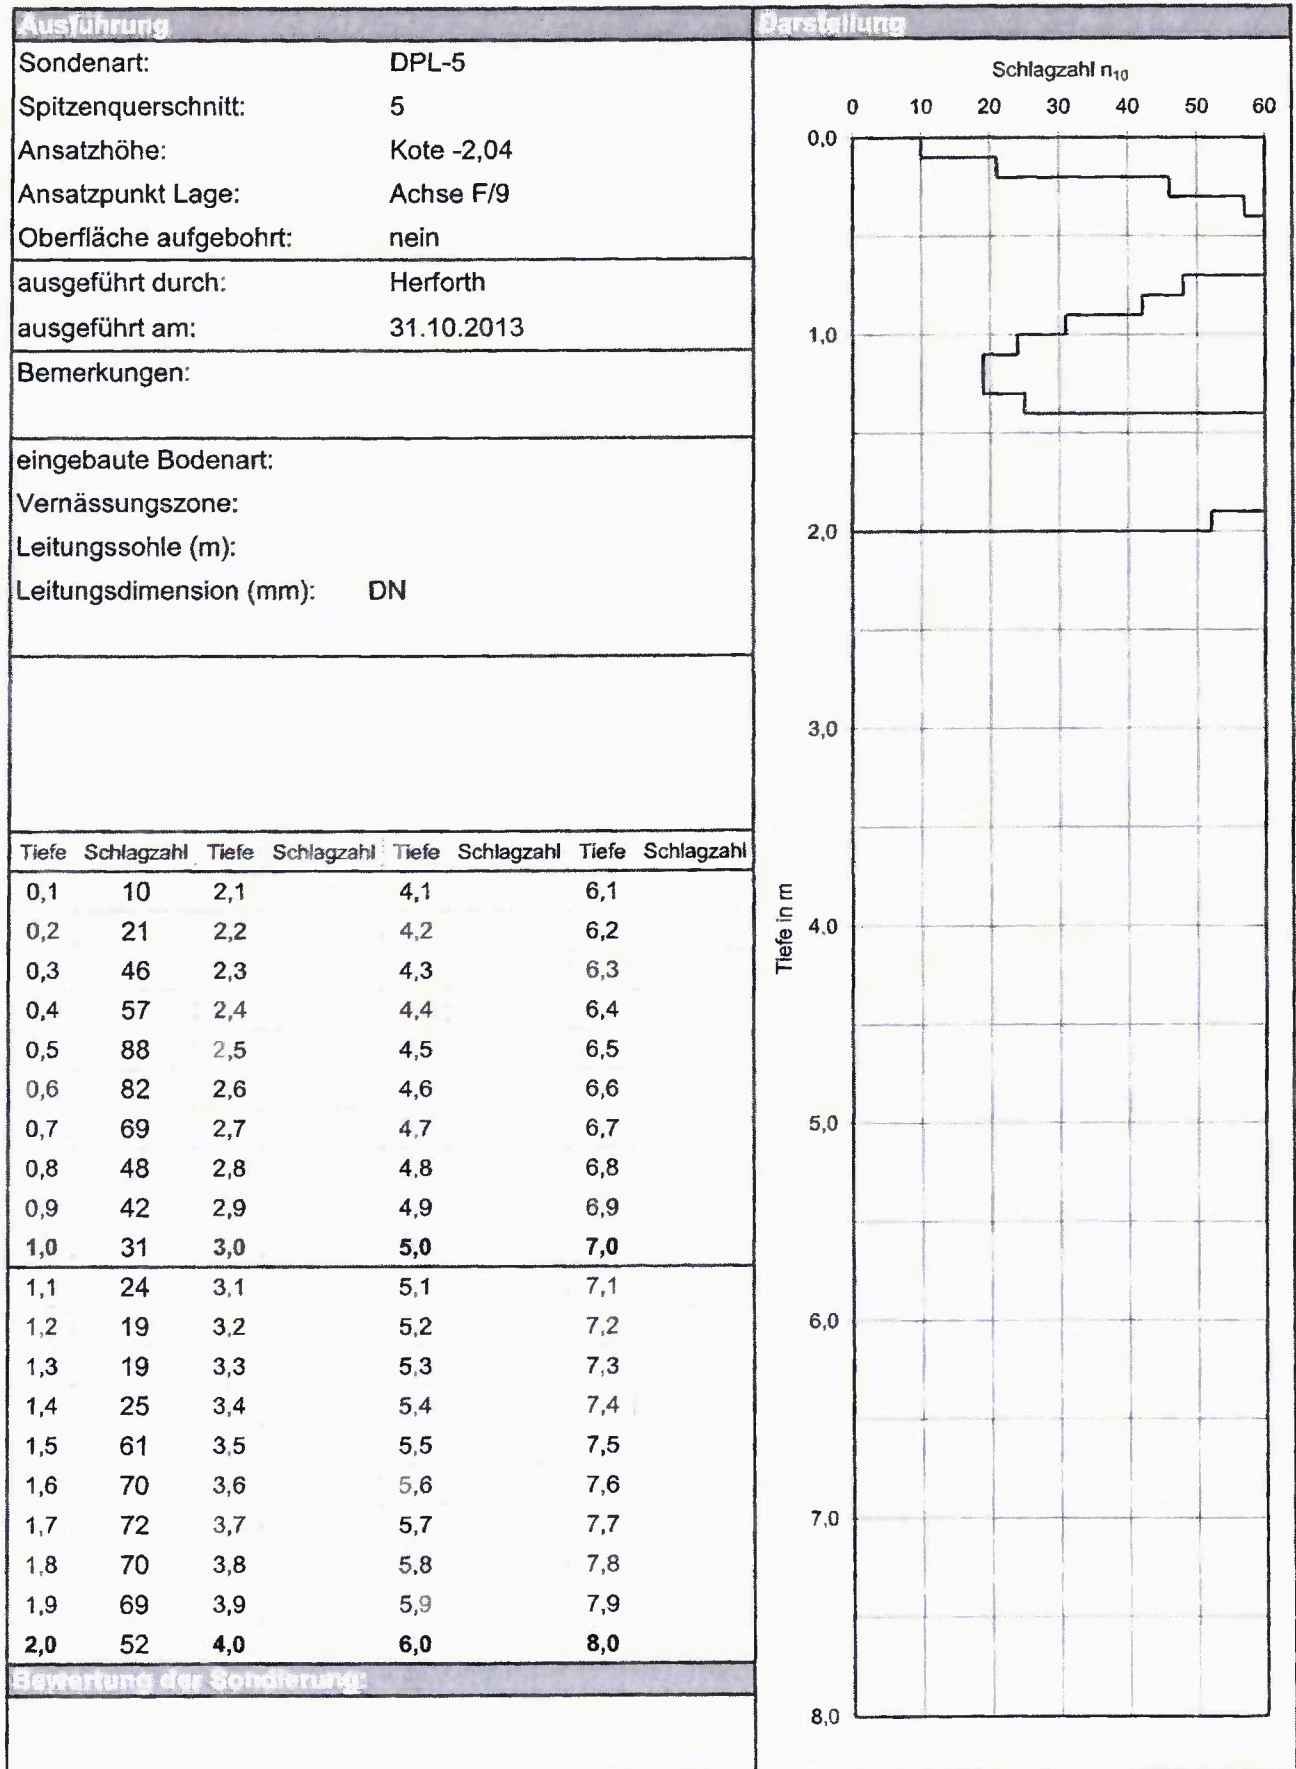 Ausführung
Sondenart: DPL-5
Spitzenquerschnitt: 5
Ansatzhöhe: Kote -2,04
Ansatzpunkt Lage: Achse F/9
Oberfläche aufgebohrt: nein
ausgeführt durch: Herforth
ausgeführt am: 31.10.2013
Bemerkungen:
eingebaute Bodenart:
Vernässungszone:
Leitungssohle (m):
Leitungsdimension (mm): DN
Tiefe Schlagzahl Tiefe Schlagzahl Tiefe Schlagzahl Tiefe Schlagzahl
0,1 10 2,1 4,1 6,1
0,2 21 2,2 4,2 6,2
0,3 46 2,3 4,3 6,3
0,4 57 2,4 4,4 6,4
0,5 88 2,5 4,5 6,5
0,6 82 2,6 4,6 6,6
0,7 69 2,7 4,7 6,7
0,8 48 2,8 4,8 6,8
0,9 42 2,9 4,9 6,9
1,0 31 3,0 5,0 7,0
1,1 24 3,1 5,1 7,1
1,2 19 3,2 5,2 7,2
1,3 19 3,3 5,3 7,3
1,4 25 3,4 5,4 7,4
1,5 61 3,5 5,5 7,5
1,6 70 3,6 5,6 7,6
1,7 72 3,7 5,7 7,7
1,8 70 3,8 5,8 7,8
1,9 69 3,9 5,9 7,9
2,0 52 4,0 6,0 8,0
Bewertung der Sondierung:
Darstellung
Schlagzahl n10
0 10 20 30 40 50 60
0,0
1,0
2,0
3,0
4,0
5,0
6,0
7,0
8,0
Tiefe in m